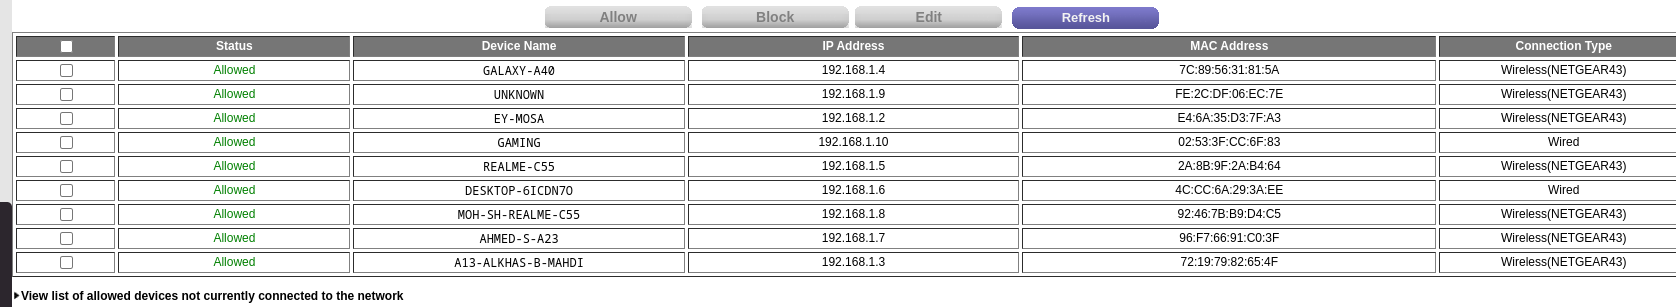 Allow Block Edit Refresh
Status Device Name IP Address MAC Address Connection Type
Allowed GALAXY-A40 192.168.1.4 7C:89:56:31:81:5A Wireless(NETGEAR43)
Allowed UNKNOWN 192.168.1.9 FE:2C:DF:06:EC:7E Wireless(NETGEAR43)
Allowed EY-MOSA 192.168.1.2 E4:6A:35:D3:7F:A3 Wireless(NETGEAR43)
Allowed GAMING 192.168.1.10 02:53:3F:CC:6F:83 Wired
Allowed REALME-C55 192.168.1.5 2A:8B:9F:2A:B4:64 Wireless(NETGEAR43)
Allowed DESKTOP-6ICDN7O 192.168.1.6 4C:CC:6A:29:3A:EE Wired
Allowed MOH-SH-REALME-C55 192.168.1.8 92:46:7B:B9:D4:C5 Wireless(NETGEAR43)
Allowed AHMED-S-A23 192.168.1.7 96:F7:66:91:C0:3F Wireless(NETGEAR43)
Allowed A13-ALKHAS-B-MAHDI 192.168.1.3 72:19:79:82:65:4F Wireless(NETGEAR43)
View list of allowed devices not currently connected to the network